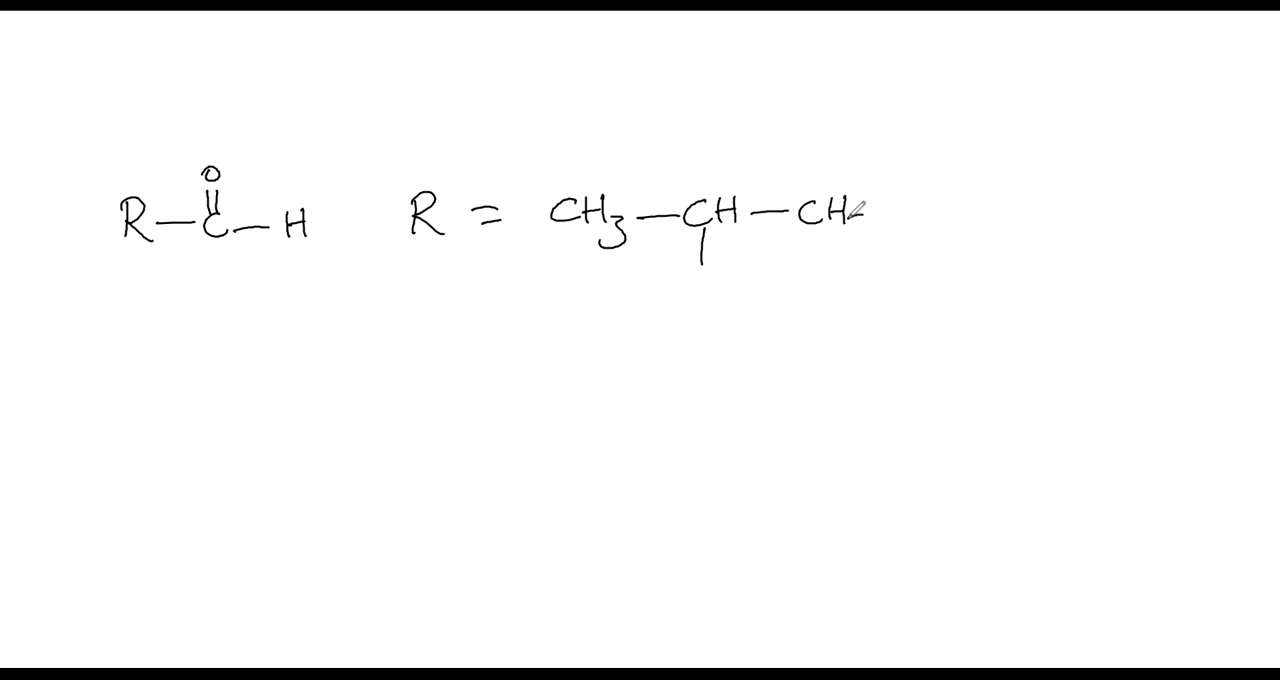 O
R—C—H R = CH3—CH—CH